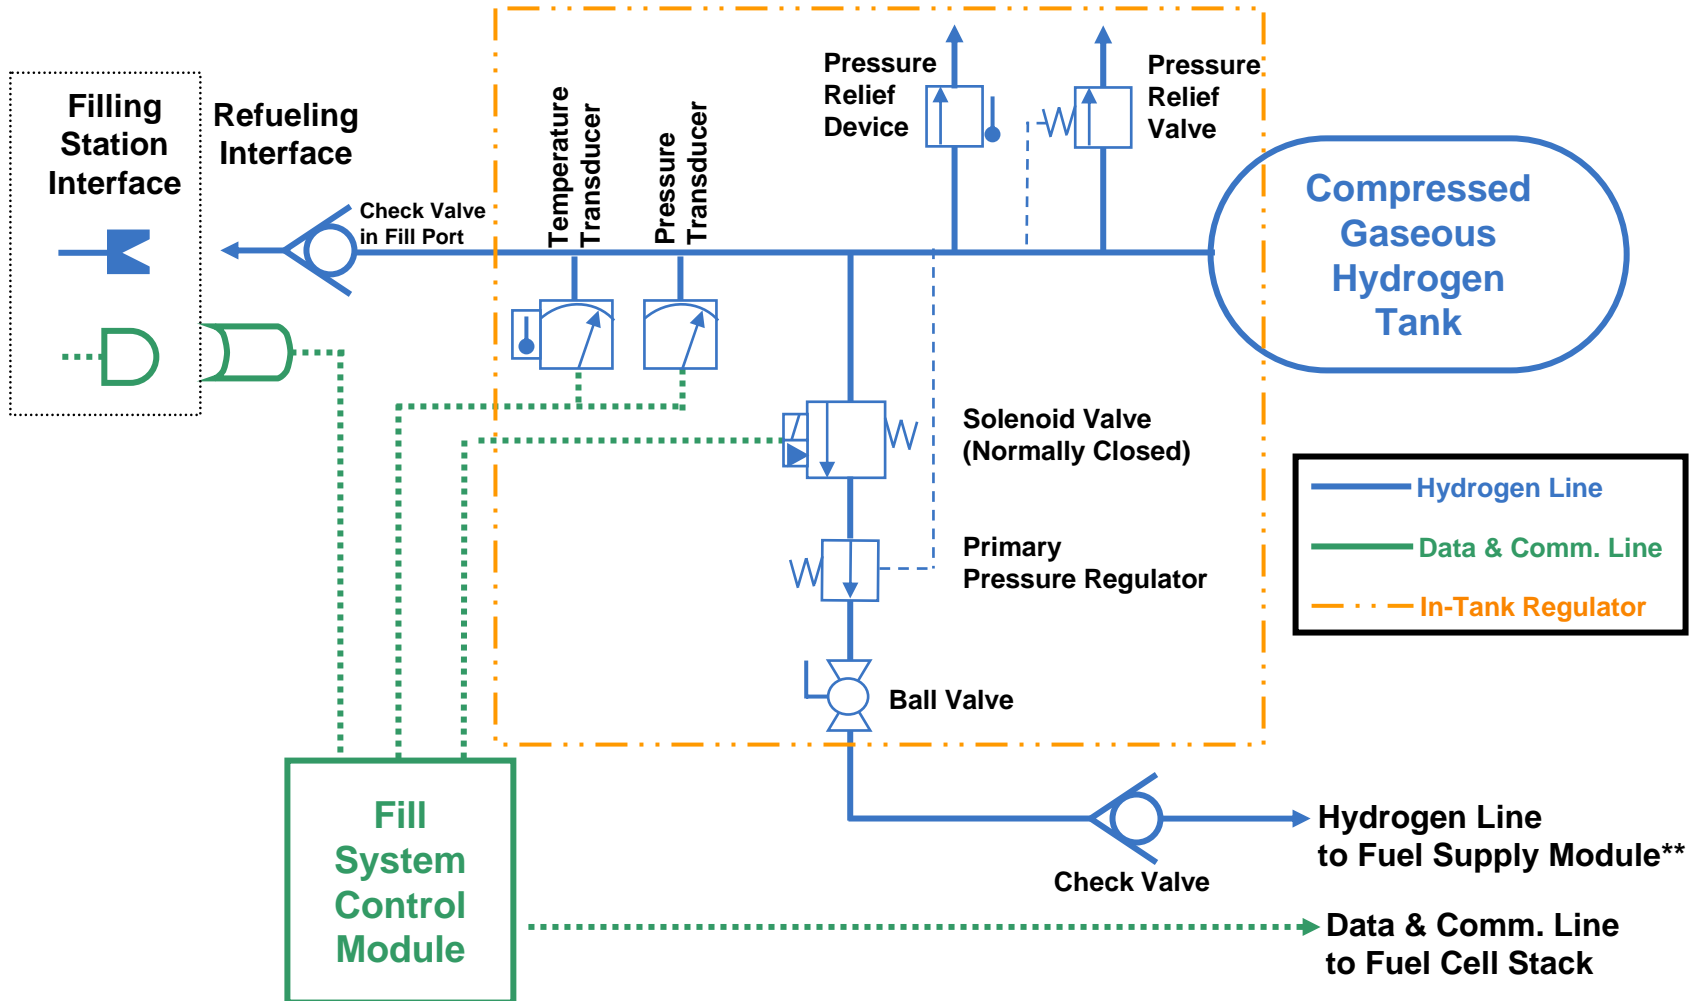 Filling
Station
Interface
Refueling
Interface
Check Valve
in Fill Port
Temperature
Transducer
Pressure
Transducer
Pressure
Relief
Device
Pressure
Relief
Valve
Compressed
Gaseous
Hydrogen
Tank
Solenoid Valve
(Normally Closed)
Primary
Pressure Regulator
Ball Valve
Hydrogen Line
Data & Comm. Line
In-Tank Regulator
Fill
System
Control
Module
Check Valve
Hydrogen Line
to Fuel Supply Module**
Data & Comm. Line
to Fuel Cell Stack